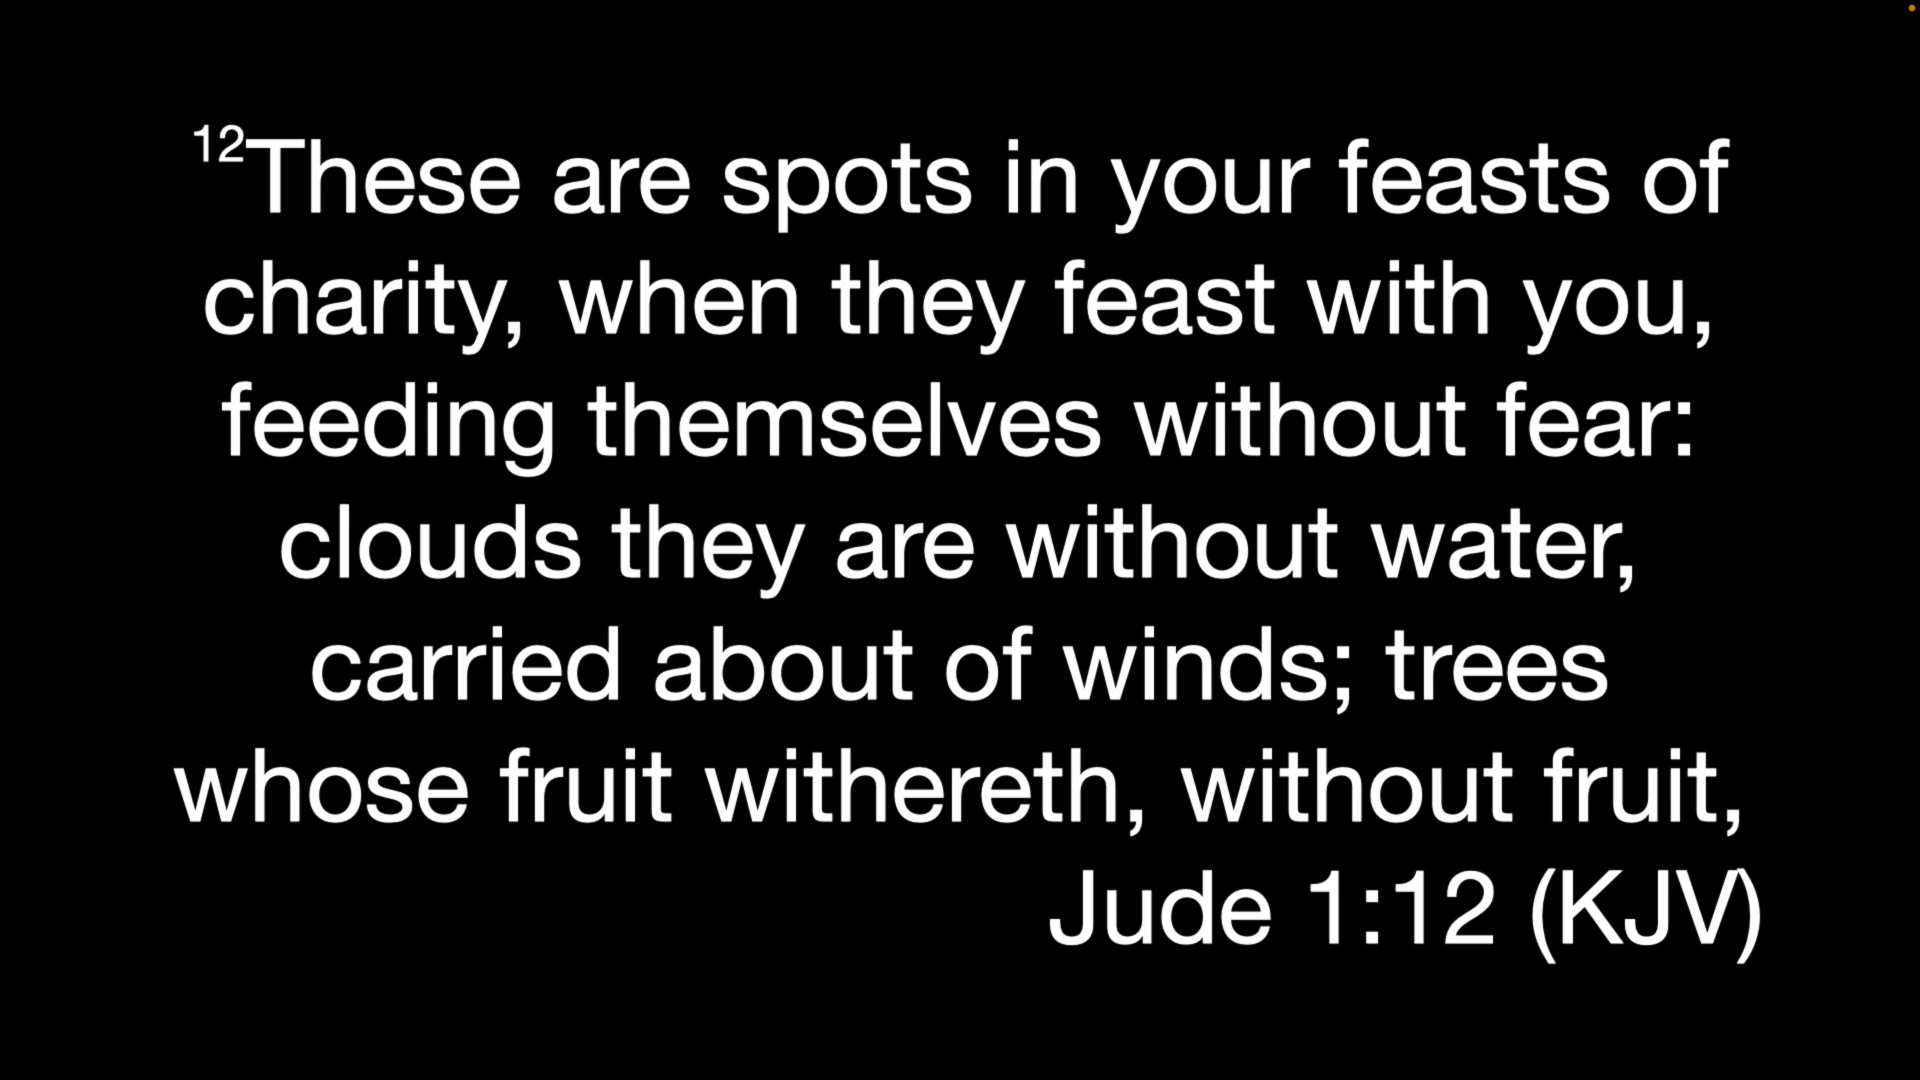 12These are spots in your feasts of
charity, when they feast with you,
feeding themselves without fear:
clouds they are without water,
carried about of winds; trees
whose fruit withereth, without fruit,
Jude 1:12 (KJV)